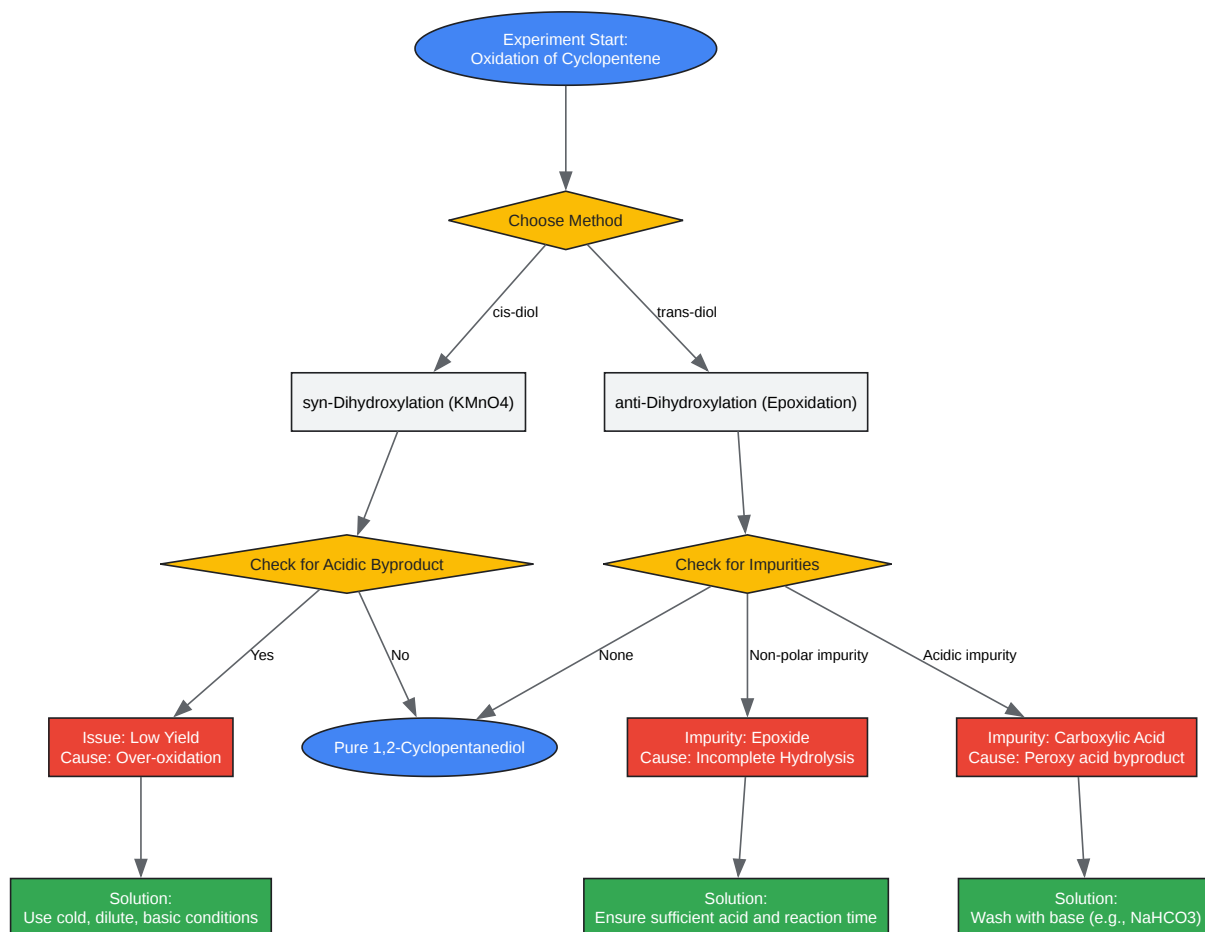 Experiment Start:
Oxidation of Cyclopentene
Choose Method
cis-diol
trans-diol
syn-Dihydroxylation (KMnO4)
anti-Dihydroxylation (Epoxidation)
Check for Acidic Byproduct
Check for Impurities
Yes
No
None
Non-polar impurity
Acidic impurity
Issue: Low Yield
Cause: Over-oxidation
Pure 1,2-Cyclopentanediol
Impurity: Epoxide
Cause: Incomplete Hydrolysis
Impurity: Carboxylic Acid
Cause: Peroxy acid byproduct
Solution:
Use cold, dilute, basic conditions
Solution:
Ensure sufficient acid and reaction time
Solution:
Wash with base (e.g., NaHCO3)